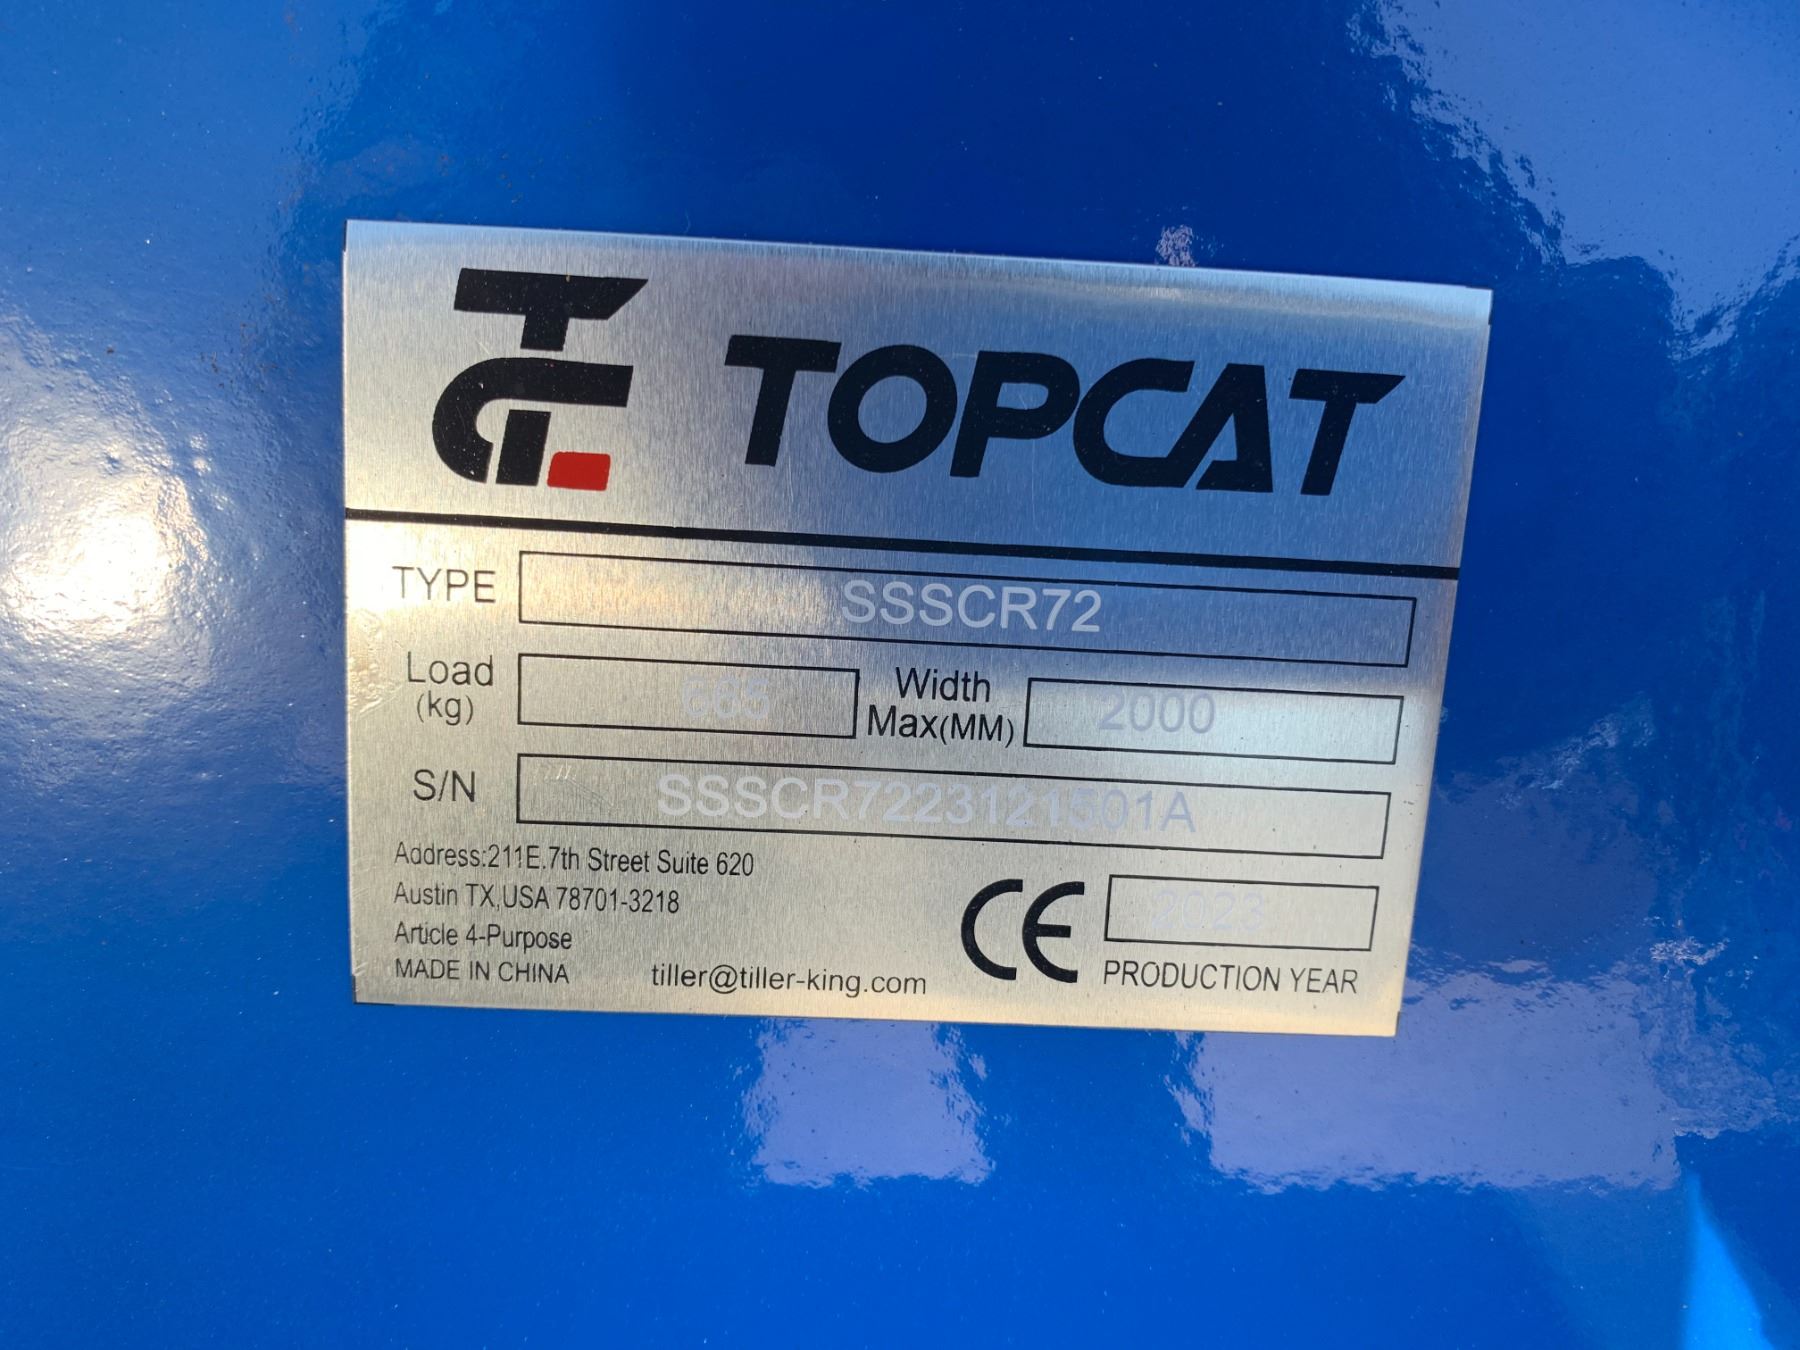 TOPCAT
TYPE SSSCR72
Load (kg) 665 Width Max(MM) 2000
S/N SSSCR7223121501A
Address:211E.7th Street Suite 620
Austin TX,USA 78701-3218
Article 4-Purpose
MADE IN CHINA
tiller@tiller-king.com
CE 2023
PRODUCTION YEAR